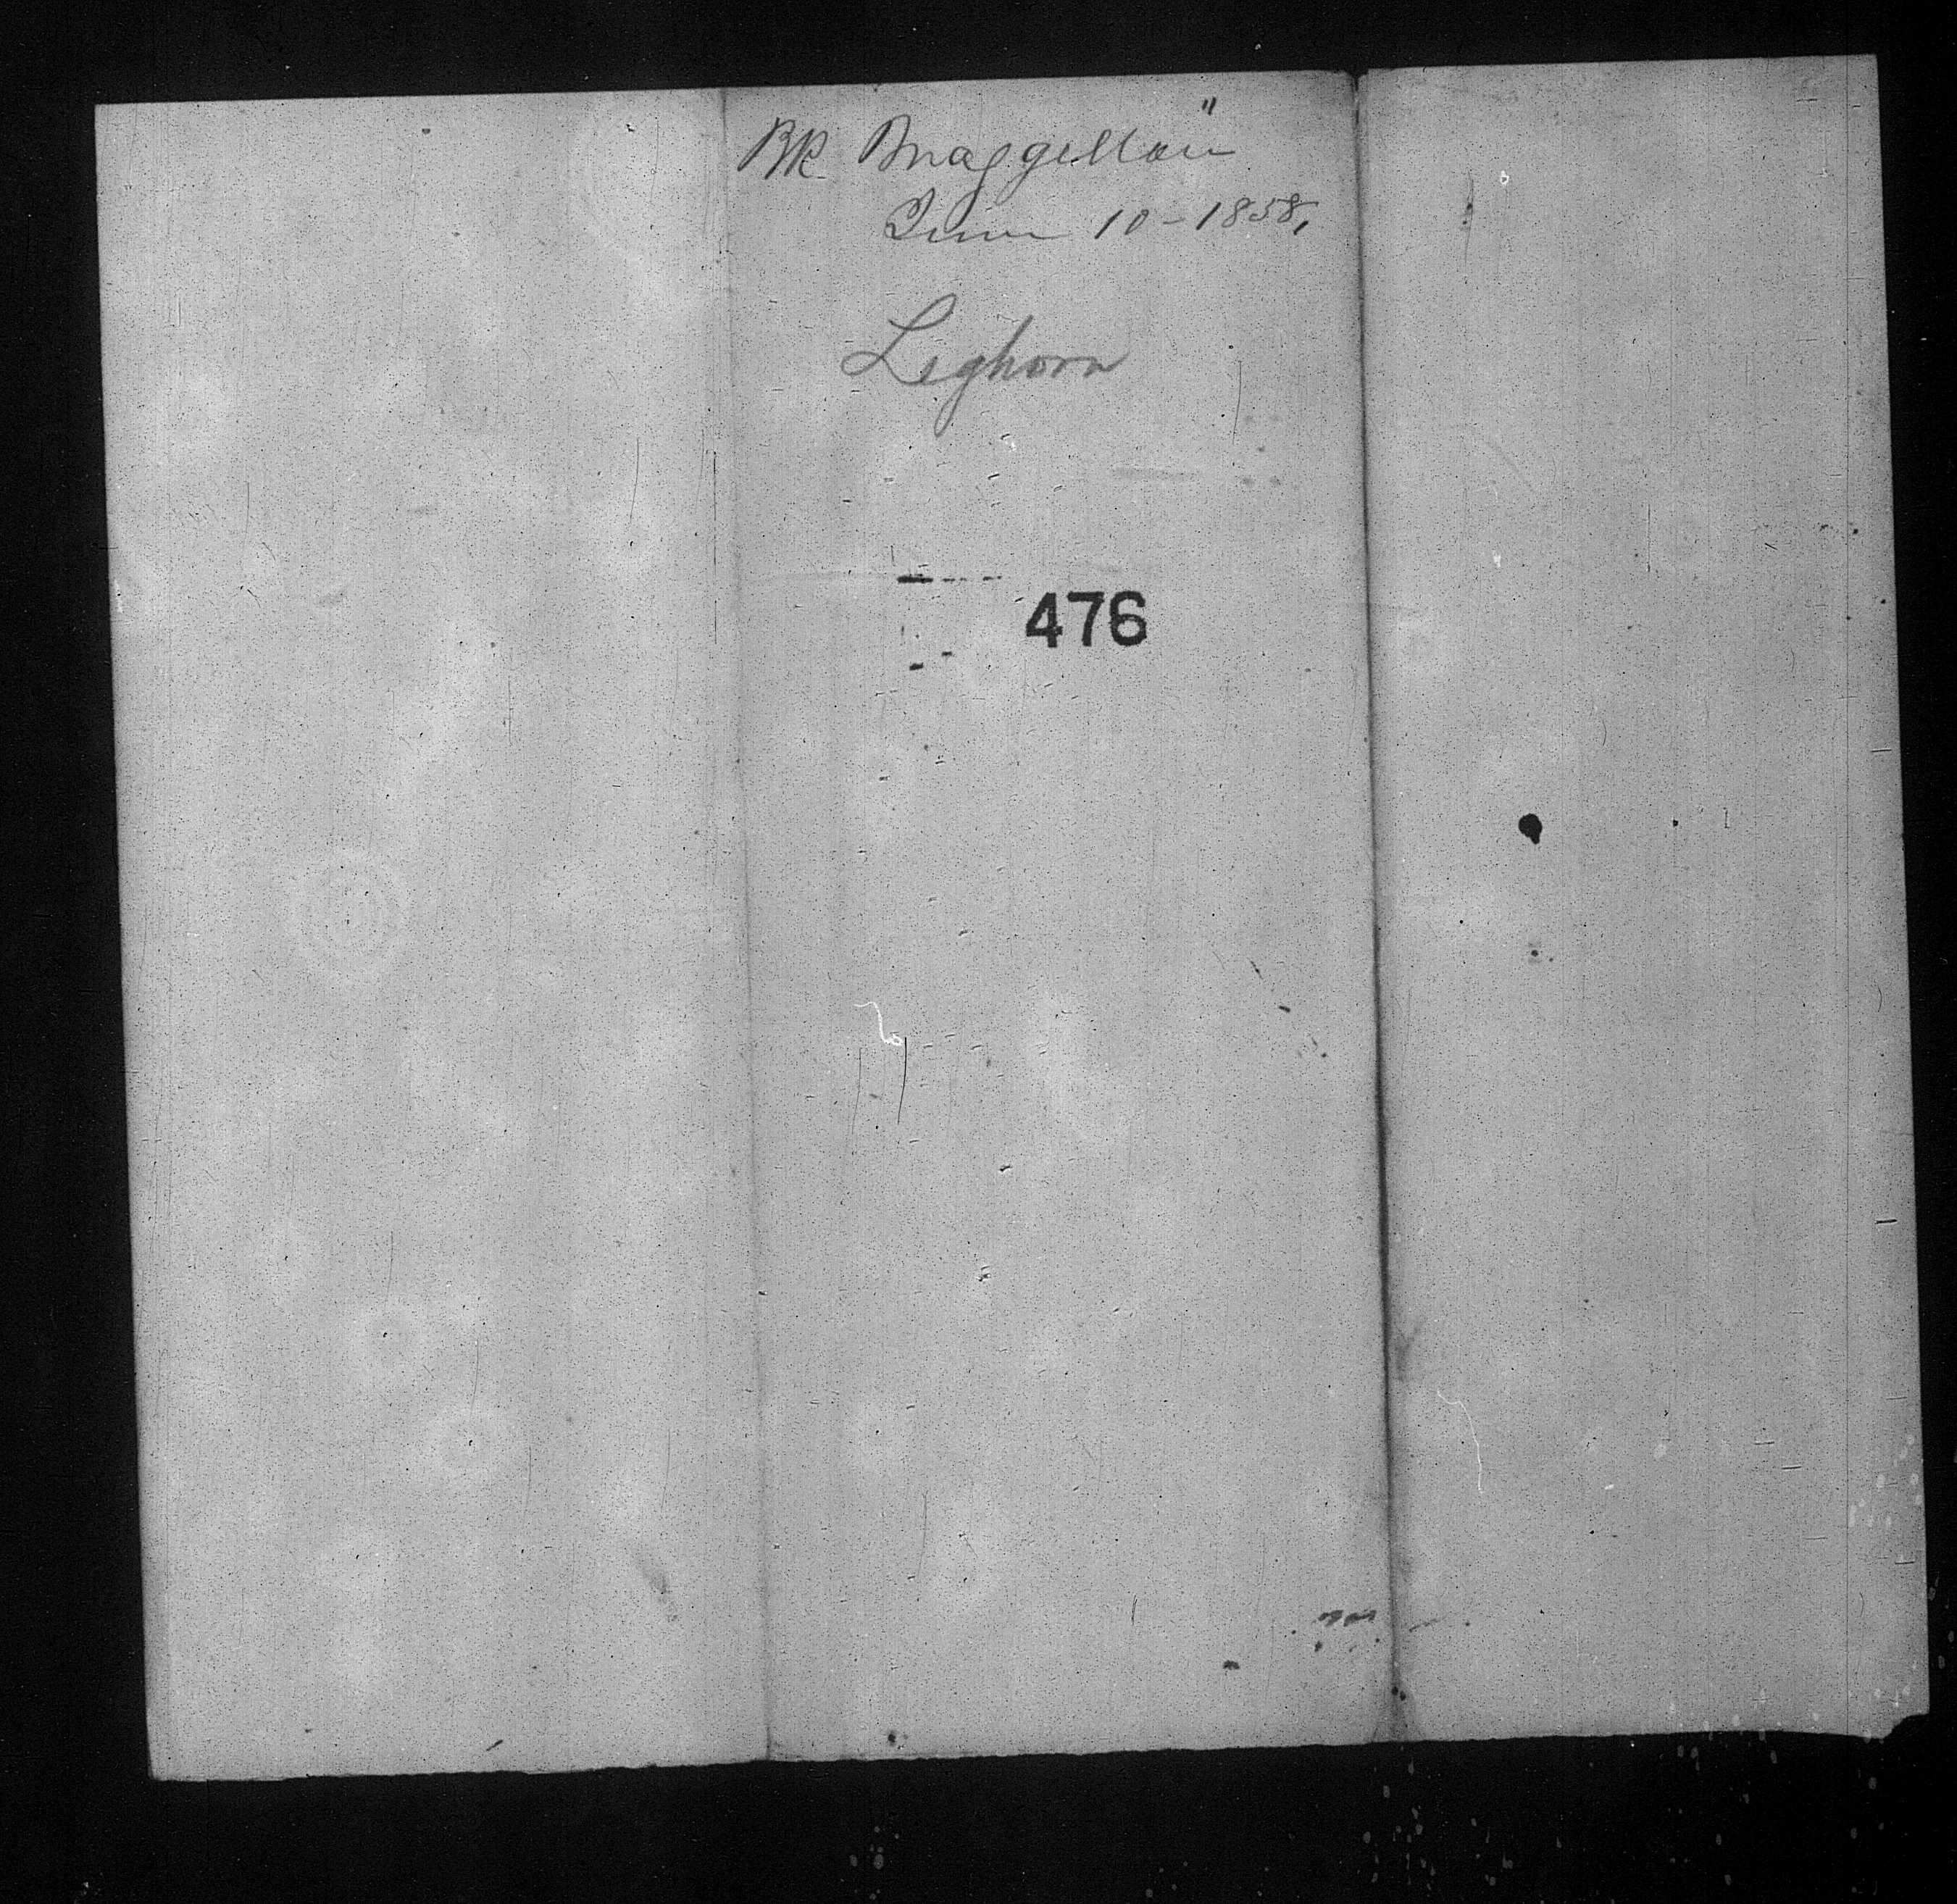 Bk Maggellan"
June 10-1858,
Leghorn
476